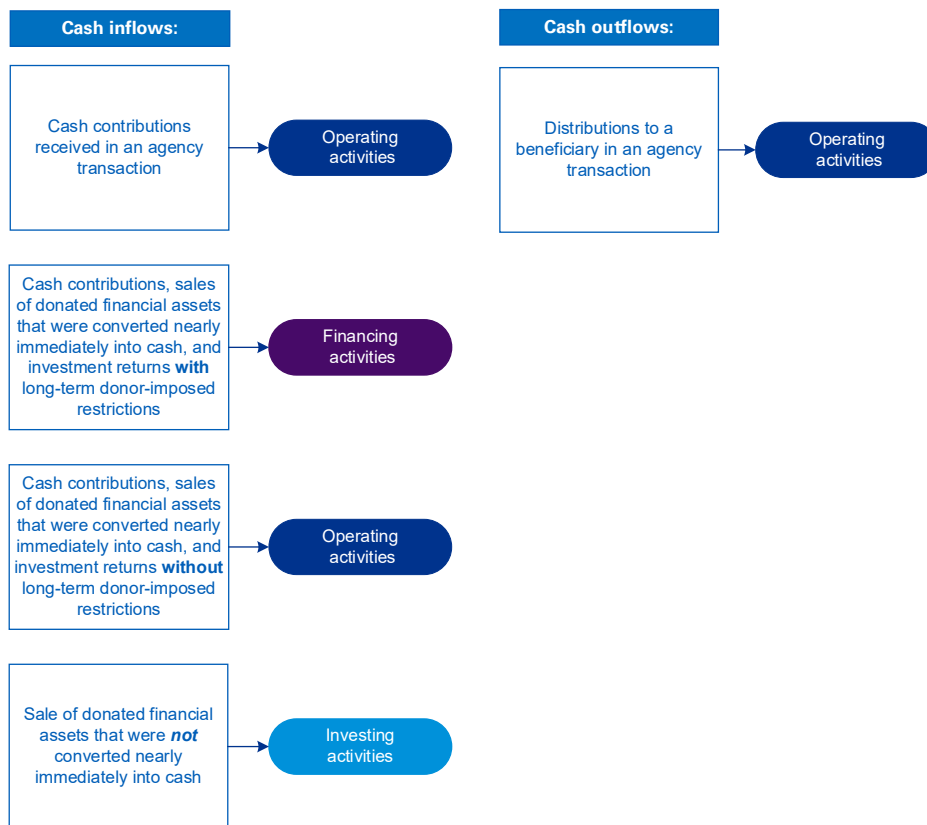 Cash inflows:
Cash outflows:
Cash contributions
received in an agency
transaction
Operating
activities
Distributions to a
beneficiary in an agency
transaction
Operating
activities
Cash contributions, sales
of donated financial assets
that were converted nearly
immediately into cash, and
investment returns with
long-term donor-imposed
restrictions
Financing
activities
Cash contributions, sales
of donated financial assets
that were converted nearly
immediately into cash, and
investment returns without
long-term donor-imposed
restrictions
Operating
activities
Sale of donated financial
assets that were not
converted nearly
immediately into cash
Investing
activities